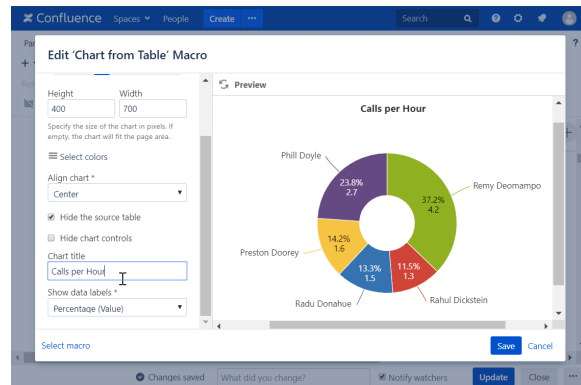 Confluence Spaces People Create ··· Search
Edit 'Chart from Table' Macro
?
Height Width
400 700
Specify the size of the chart in pixels. If
empty, the chart will fit the page area.
Select colors
Align chart *
Center
Hide the source table
Hide chart controls
Chart title
Calls per Hour
Show data labels *
Percentage (Value)
Preview
Calls per Hour
Phill Doyle
23.8%
2.7
37.2%
4.2
Remy Deomampo
14.2%
1.6
Preston Doorey
13.3%
1.5
11.5%
1.3
Radu Donahue
Rahul Dickstein
Select macro
Save Cancel
Changes saved What did you change? Notify watchers Update Close ···